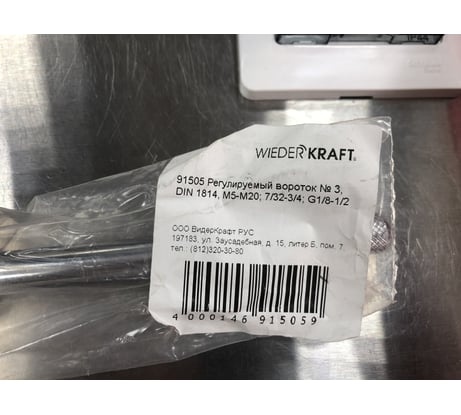 WIEDERKRAFT®
91505 Регулируемый вороток № 3,
DIN 1814, M5-M20; 7/32-3/4; G1/8-1/2
ООО ВидерКрафт РУС
197183, ул. Заусадебная, д. 15, литер Б, пом. 7
тел.: (812)320-30-80
4 000146 915059